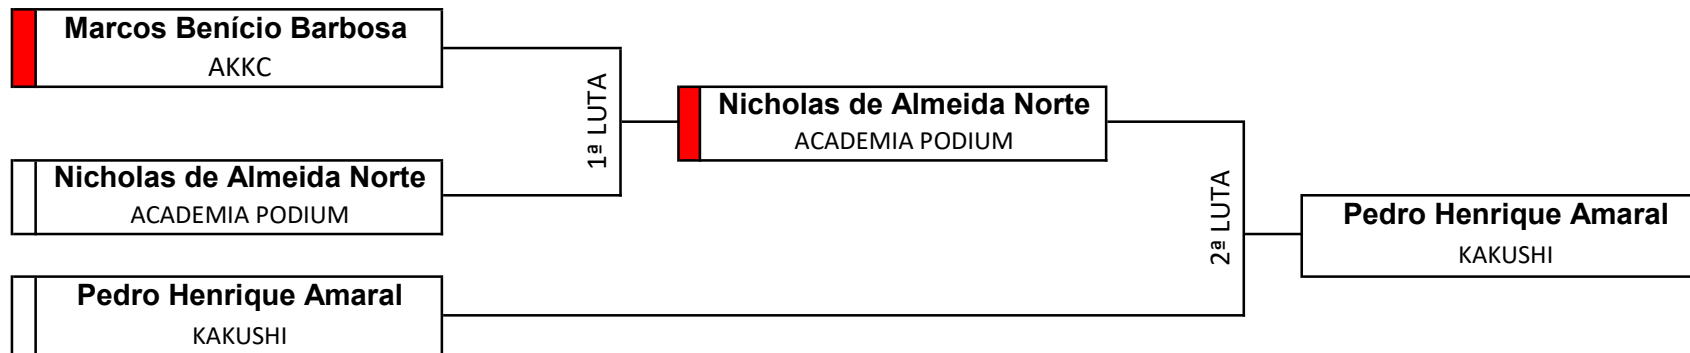 Marcos Benício Barbosa
AKKC
1ª LUTA
Nicholas de Almeida Norte
ACADEMIA PODIUM
Nicholas de Almeida Norte
ACADEMIA PODIUM
2ª LUTA
Pedro Henrique Amaral
KAKUSHI
Pedro Henrique Amaral
KAKUSHI